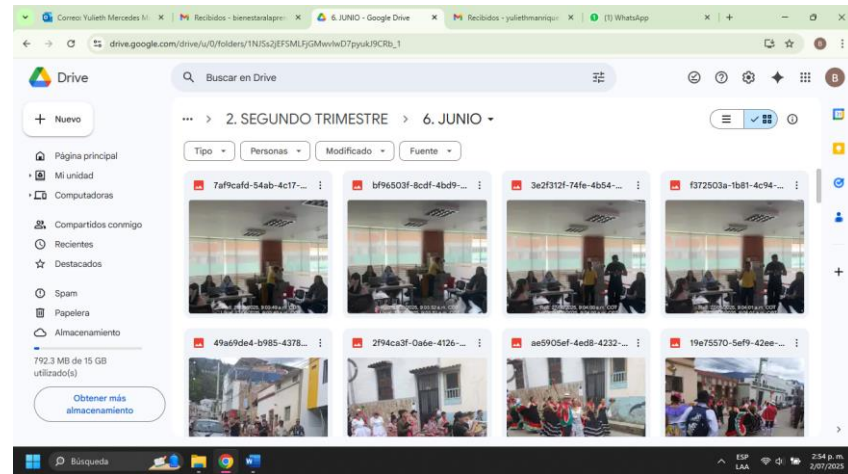 Correo: Yulieth Mercedes M
Recibidos - bienestaralapre
6. JUNIO - Google Drive
Recibidos - yuliethmanriqu
(1) WhatsApp
drive.google.com/drive/u/0/folders/1NJSs2jEFSMLFjGMwvlwD7pyukJ9CRb_1
Drive
Buscar en Drive
B
Nuevo
... > 2. SEGUNDO TRIMESTRE > 6. JUNIO
Tipo
Personas
Modificado
Fuente
Página principal
Mi unidad
Computadoras
Compartidos conmigo
Recientes
Destacados
Spam
Papelera
Almacenamiento
792.3 MB de 15 GB
utilizado(s)
Obtener más
almacenamiento
7af9cafd-54ab-4c17-...
bf96503f-8cdf-4bd9-...
3e2f312f-74fe-4b54-...
f372503a-1b81-4c94-...
49a69de4-b985-4378...
2f94ca3f-0a6e-4126-...
ae5905ef-4ed8-4232-...
19e75570-5ef9-42ee-...
Búsqueda
ESP
LAA
2:54 p. m.
2/07/2025